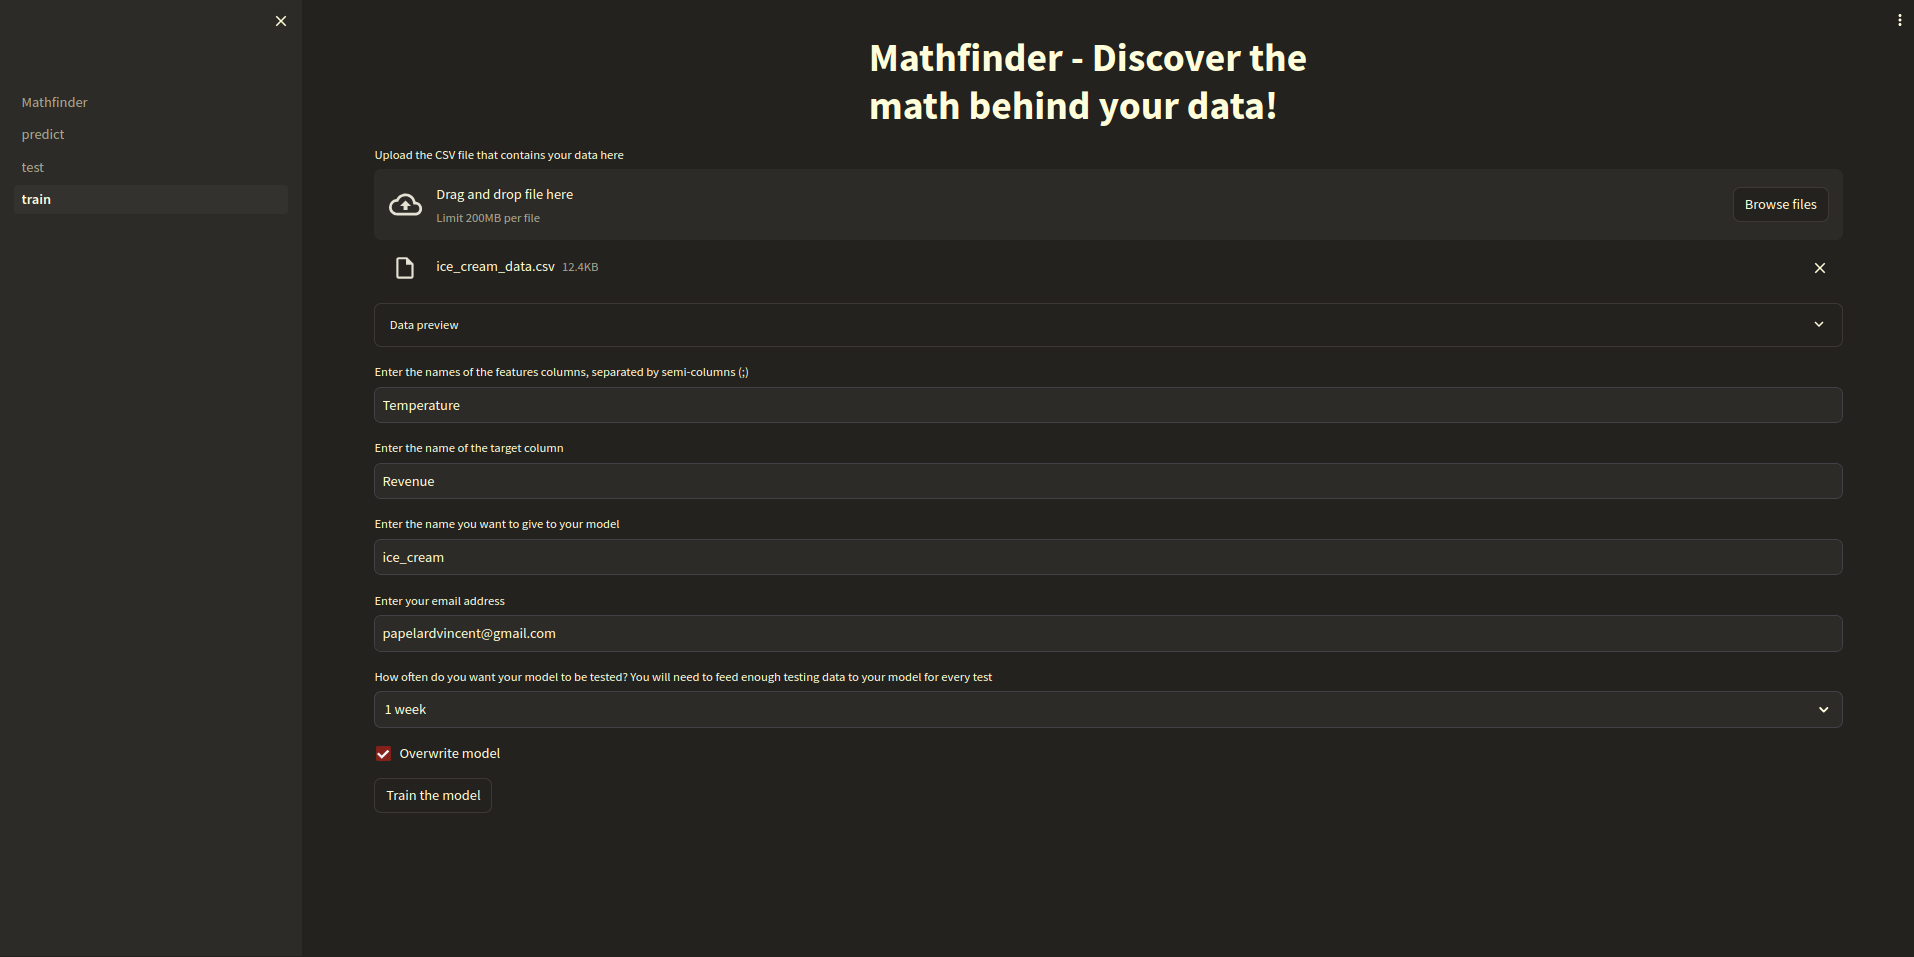 Mathfinder
predict
test
train
Mathfinder - Discover the
math behind your data!
Upload the CSV file that contains your data here
Drag and drop file here
Limit 200MB per file
Browse files
ice_cream_data.csv 12.4KB
Data preview
Enter the names of the features columns, separated by semi-columns (;)
Temperature
Enter the name of the target column
Revenue
Enter the name you want to give to your model
ice_cream
Enter your email address
papelardvincent@gmail.com
How often do you want your model to be tested? You will need to feed enough testing data to your model for every test
1 week
Overwrite model
Train the model